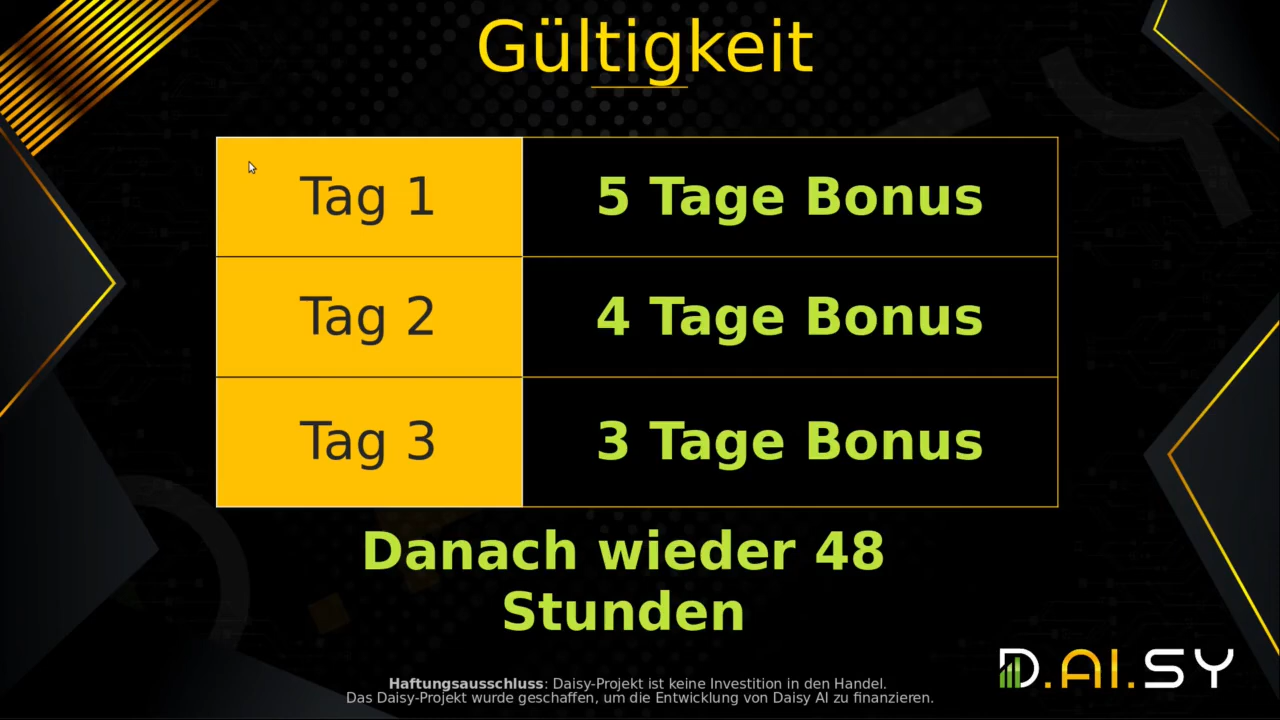 Gültigkeit
Tag 1 5 Tage Bonus
Tag 2 4 Tage Bonus
Tag 3 3 Tage Bonus
Danach wieder 48
Stunden
Haftungsausschluss: Daisy-Projekt ist keine Investition in den Handel.
Das Daisy-Projekt wurde geschaffen, um die Entwicklung von Daisy AI zu finanzieren.
D.AI.SY